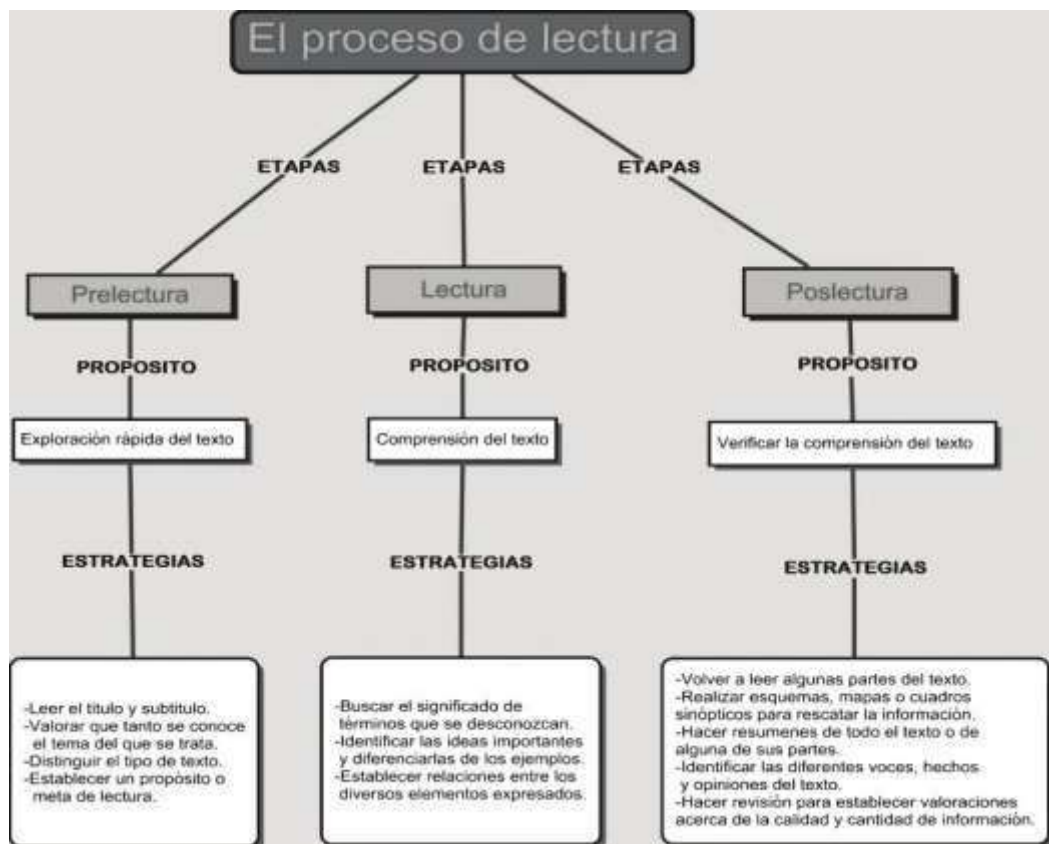 El proceso de lectura
ETAPAS
ETAPAS
ETAPAS
Prelectura
Lectura
Poslectura
PROPOSITO
PROPOSITO
PROPOSITO
Exploración rápida del texto
Comprensión del texto
Verificar la comprensión del texto
ESTRATEGIAS
ESTRATEGIAS
ESTRATEGIAS
-Leer el titulo y subtitulo.
-Valorar que tanto se conoce
el tema del que se trata.
-Distinguir el tipo de texto.
-Establecer un propósito o
meta de lectura.
-Buscar el significado de
términos que se desconozcan.
-Identificar las ideas importantes
y diferenciarlas de los ejemplos.
-Establecer relaciones entre los
diversos elementos expresados.
-Volver a leer algunas partes del texto.
-Realizar esquemas, mapas o cuadros
sinópticos para rescatar la información.
-Hacer resumenes de todo el texto o de
alguna de sus partes.
-Identificar las diferentes voces, hechos
y opiniones del texto.
-Hacer revisión para establecer valoraciones
acerca de la calidad y cantidad de información.